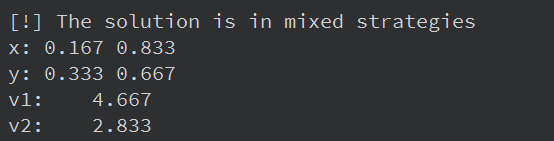 [!] The solution is in mixed strategies
x: 0.167 0.833
y: 0.333 0.667
v1:    4.667
v2:    2.833